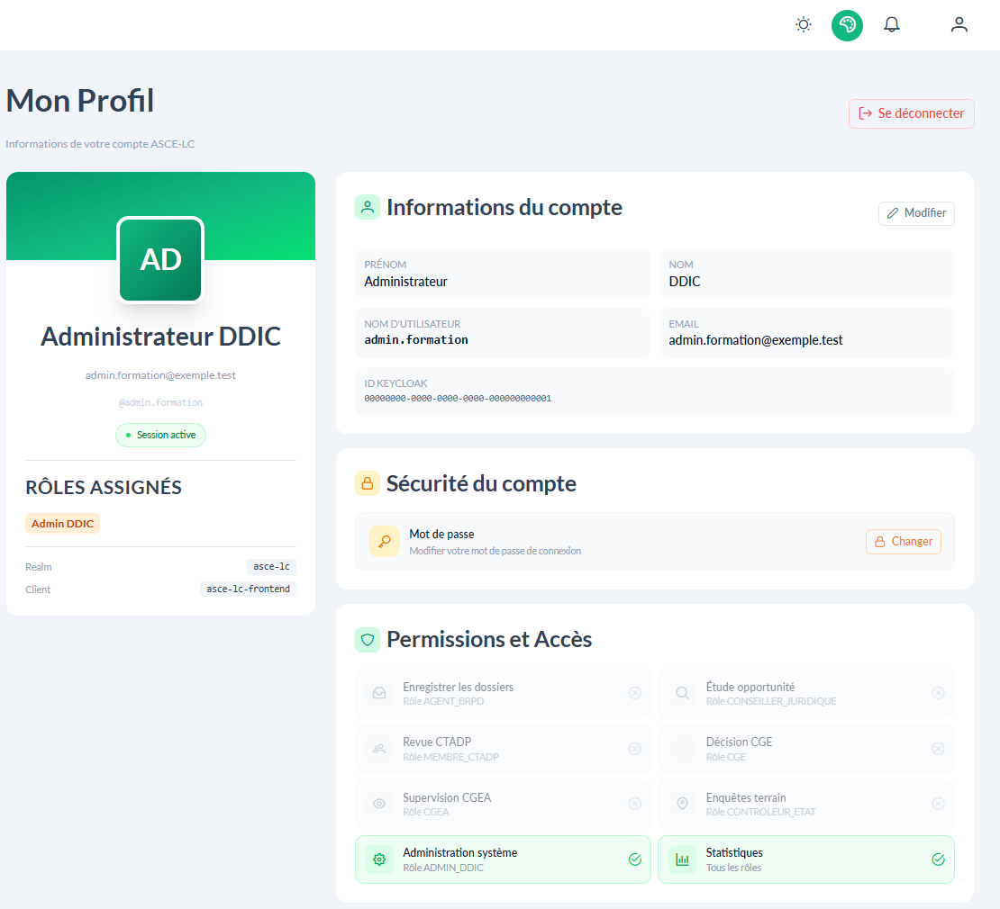 Mon Profil
Se déconnecter
Informations de votre compte ASCE-LC
AD
Administrateur DDIC
admin.formation@exemple.test
@admin.formation
Session active
RÔLES ASSIGNÉS
Admin DDIC
Realm asce-lc
Client asce-lc-frontend
Informations du compte
Modifier
PRÉNOM
Administrateur
NOM
DDIC
NOM D'UTILISATEUR
admin.formation
EMAIL
admin.formation@exemple.test
ID KEYCLOAK
00000000-0000-0000-0000-000000000001
Sécurité du compte
Mot de passe
Modifier votre mot de passe de connexion
Changer
Permissions et Accès
Enregistrer les dossiers
Rôle AGENT_BRPD
Étude opportunité
Rôle CONSEILLER_JURIDIQUE
Revue CTADP
Rôle MEMBRE_CTADP
Décision CGE
Rôle CGE
Supervision CGEA
Rôle CGEA
Enquêtes terrain
Rôle CONTROLEUR_ETAT
Administration système
Rôle ADMIN_DDIC
Statistiques
Tous les rôles